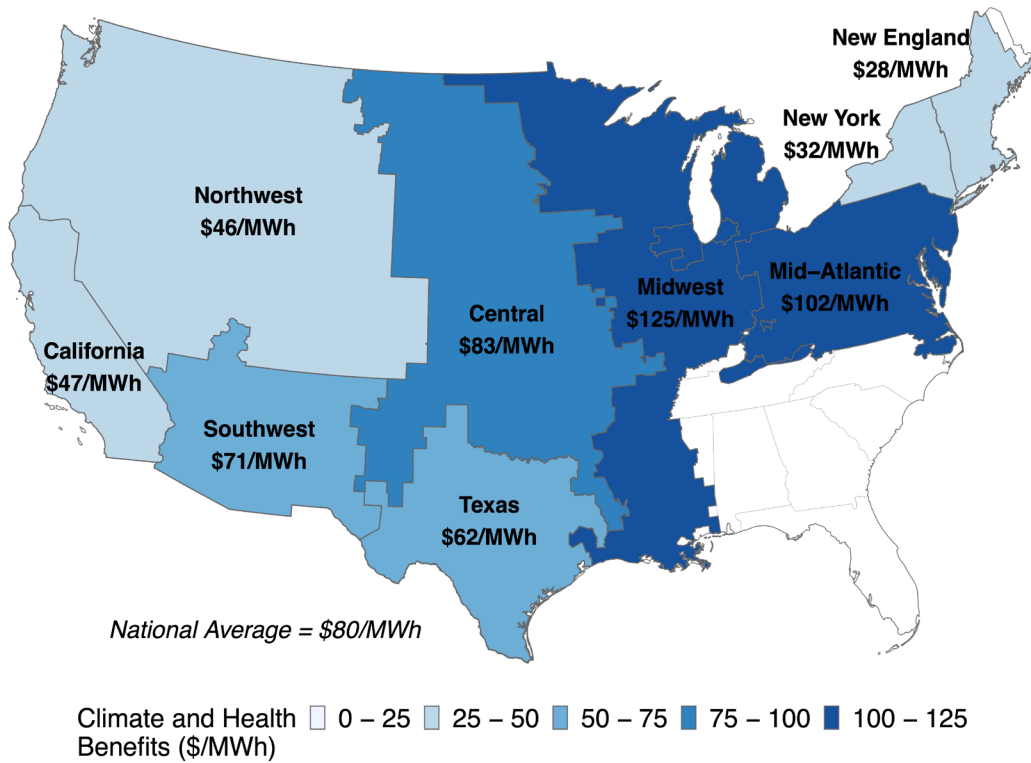 New England
$28/MWh
New York
$32/MWh
Northwest
$46/MWh
Mid–Atlantic
$102/MWh
Midwest
$125/MWh
Central
$83/MWh
California
$47/MWh
Southwest
$71/MWh
Texas
$62/MWh
National Average = $80/MWh
Climate and Health
Benefits ($/MWh)
0 – 25
25 – 50
50 – 75
75 – 100
100 – 125